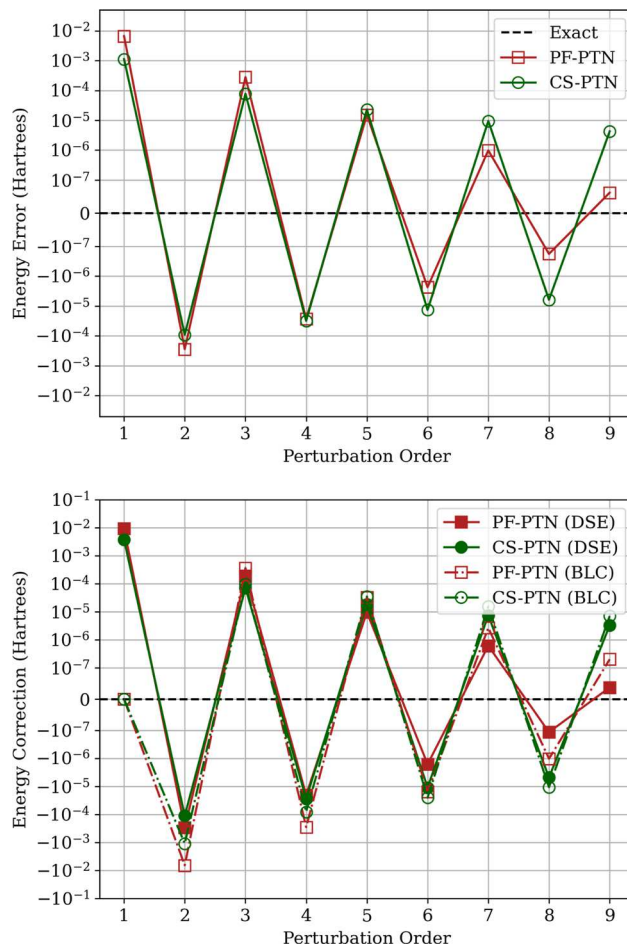 10⁻²
10⁻³
10⁻⁴
10⁻⁵
10⁻⁶
10⁻⁷
0
−10⁻⁷
−10⁻⁶
−10⁻⁵
−10⁻⁴
−10⁻³
−10⁻²
Energy Error (Hartrees)
Exact
PF-PTN
CS-PTN
1 2 3 4 5 6 7 8 9
Perturbation Order
10⁻¹
10⁻²
10⁻³
10⁻⁴
10⁻⁵
10⁻⁶
10⁻⁷
0
−10⁻⁷
−10⁻⁶
−10⁻⁵
−10⁻⁴
−10⁻³
−10⁻²
−10⁻¹
Energy Correction (Hartrees)
PF-PTN (DSE)
CS-PTN (DSE)
PF-PTN (BLC)
CS-PTN (BLC)
1 2 3 4 5 6 7 8 9
Perturbation Order